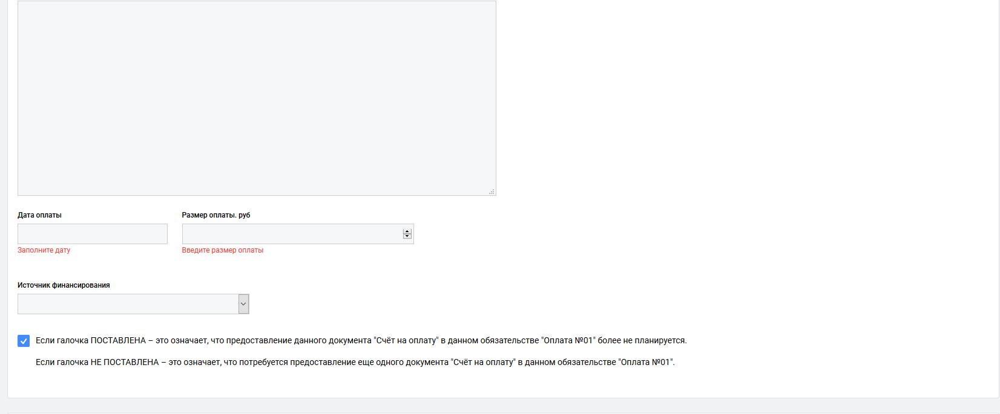 Дата оплаты Размер оплаты. руб
Заполните дату Введите размер оплаты
Источник финансирования
Если галочка ПОСТАВЛЕНА – это означает, что предоставление данного документа "Счёт на оплату" в данном обязательстве "Оплата №01" более не планируется.
Если галочка НЕ ПОСТАВЛЕНА – это означает, что потребуется предоставление еще одного документа "Счёт на оплату" в данном обязательстве "Оплата №01".